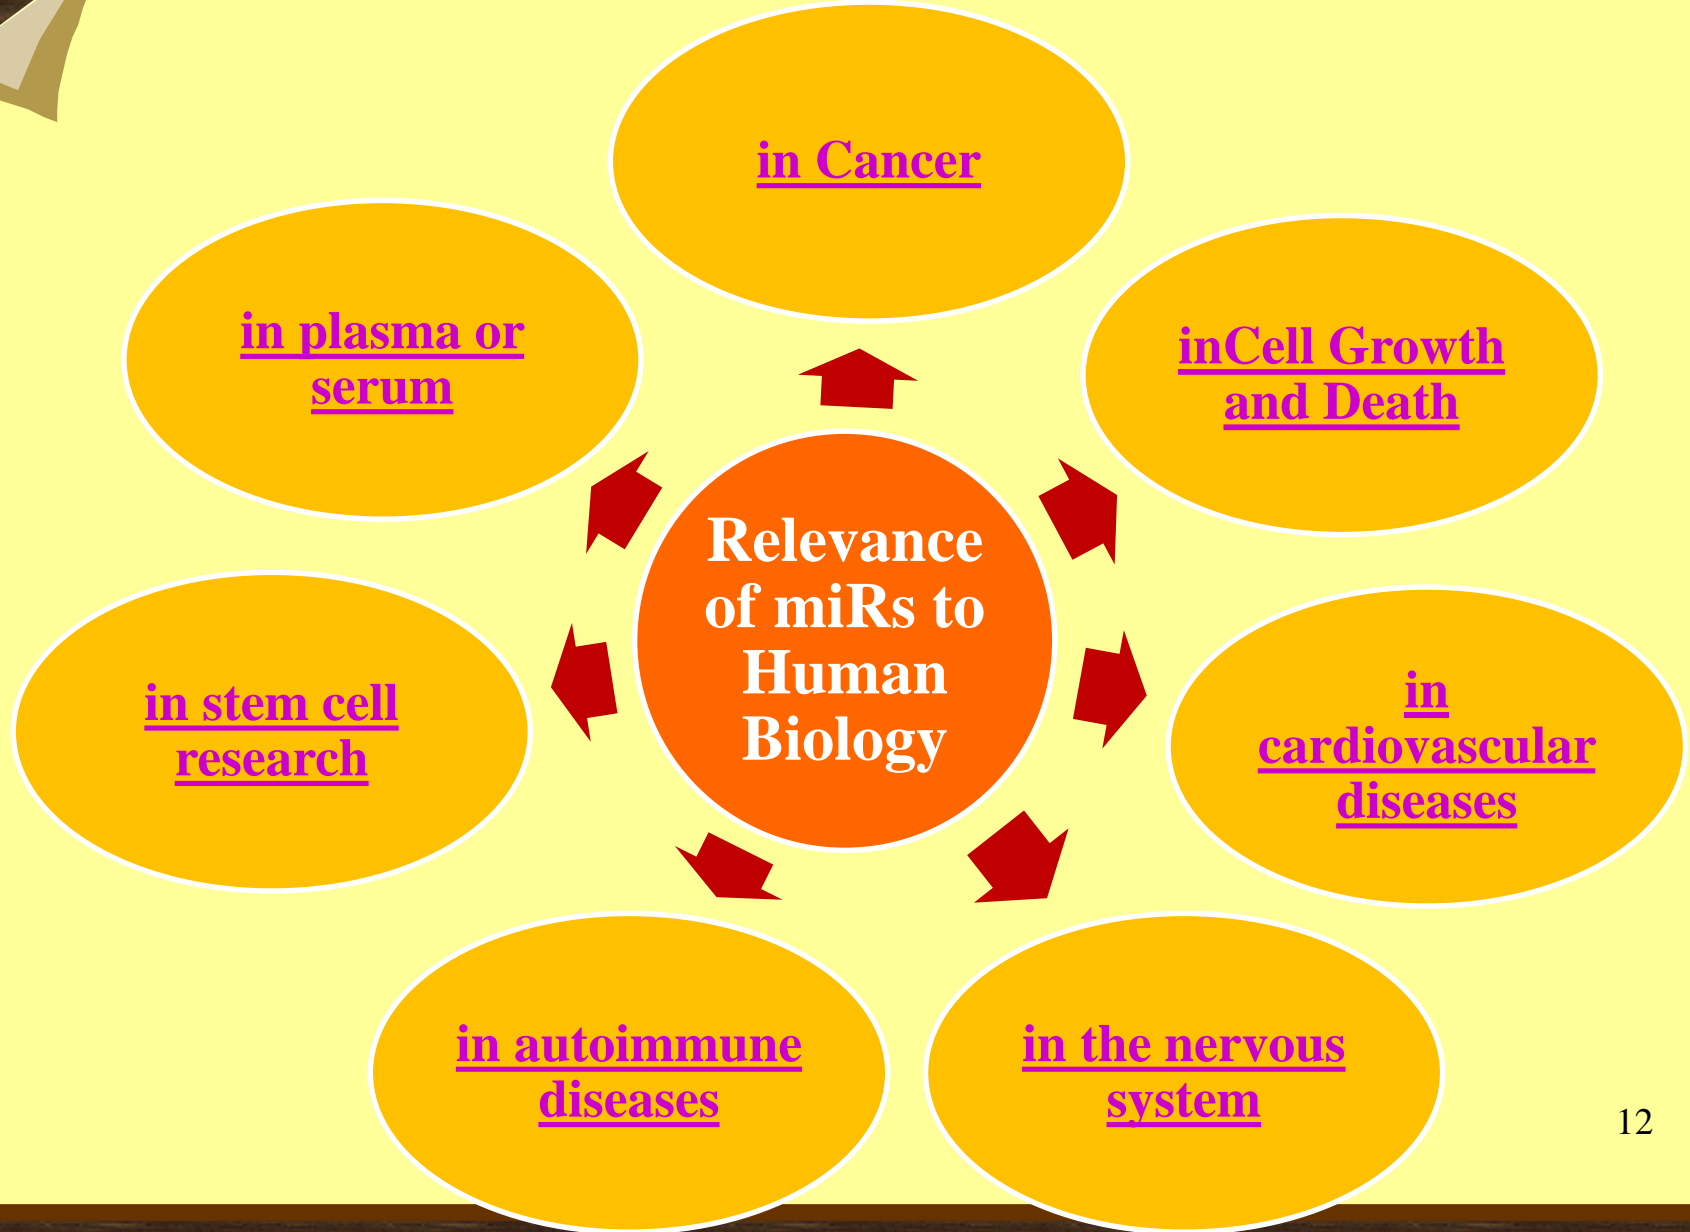 in Cancer
inCell Growth
and Death
in
cardiovascular
diseases
in the nervous
system
in autoimmune
diseases
in stem cell
research
in plasma or
serum
Relevance
of miRs to
Human
Biology
12